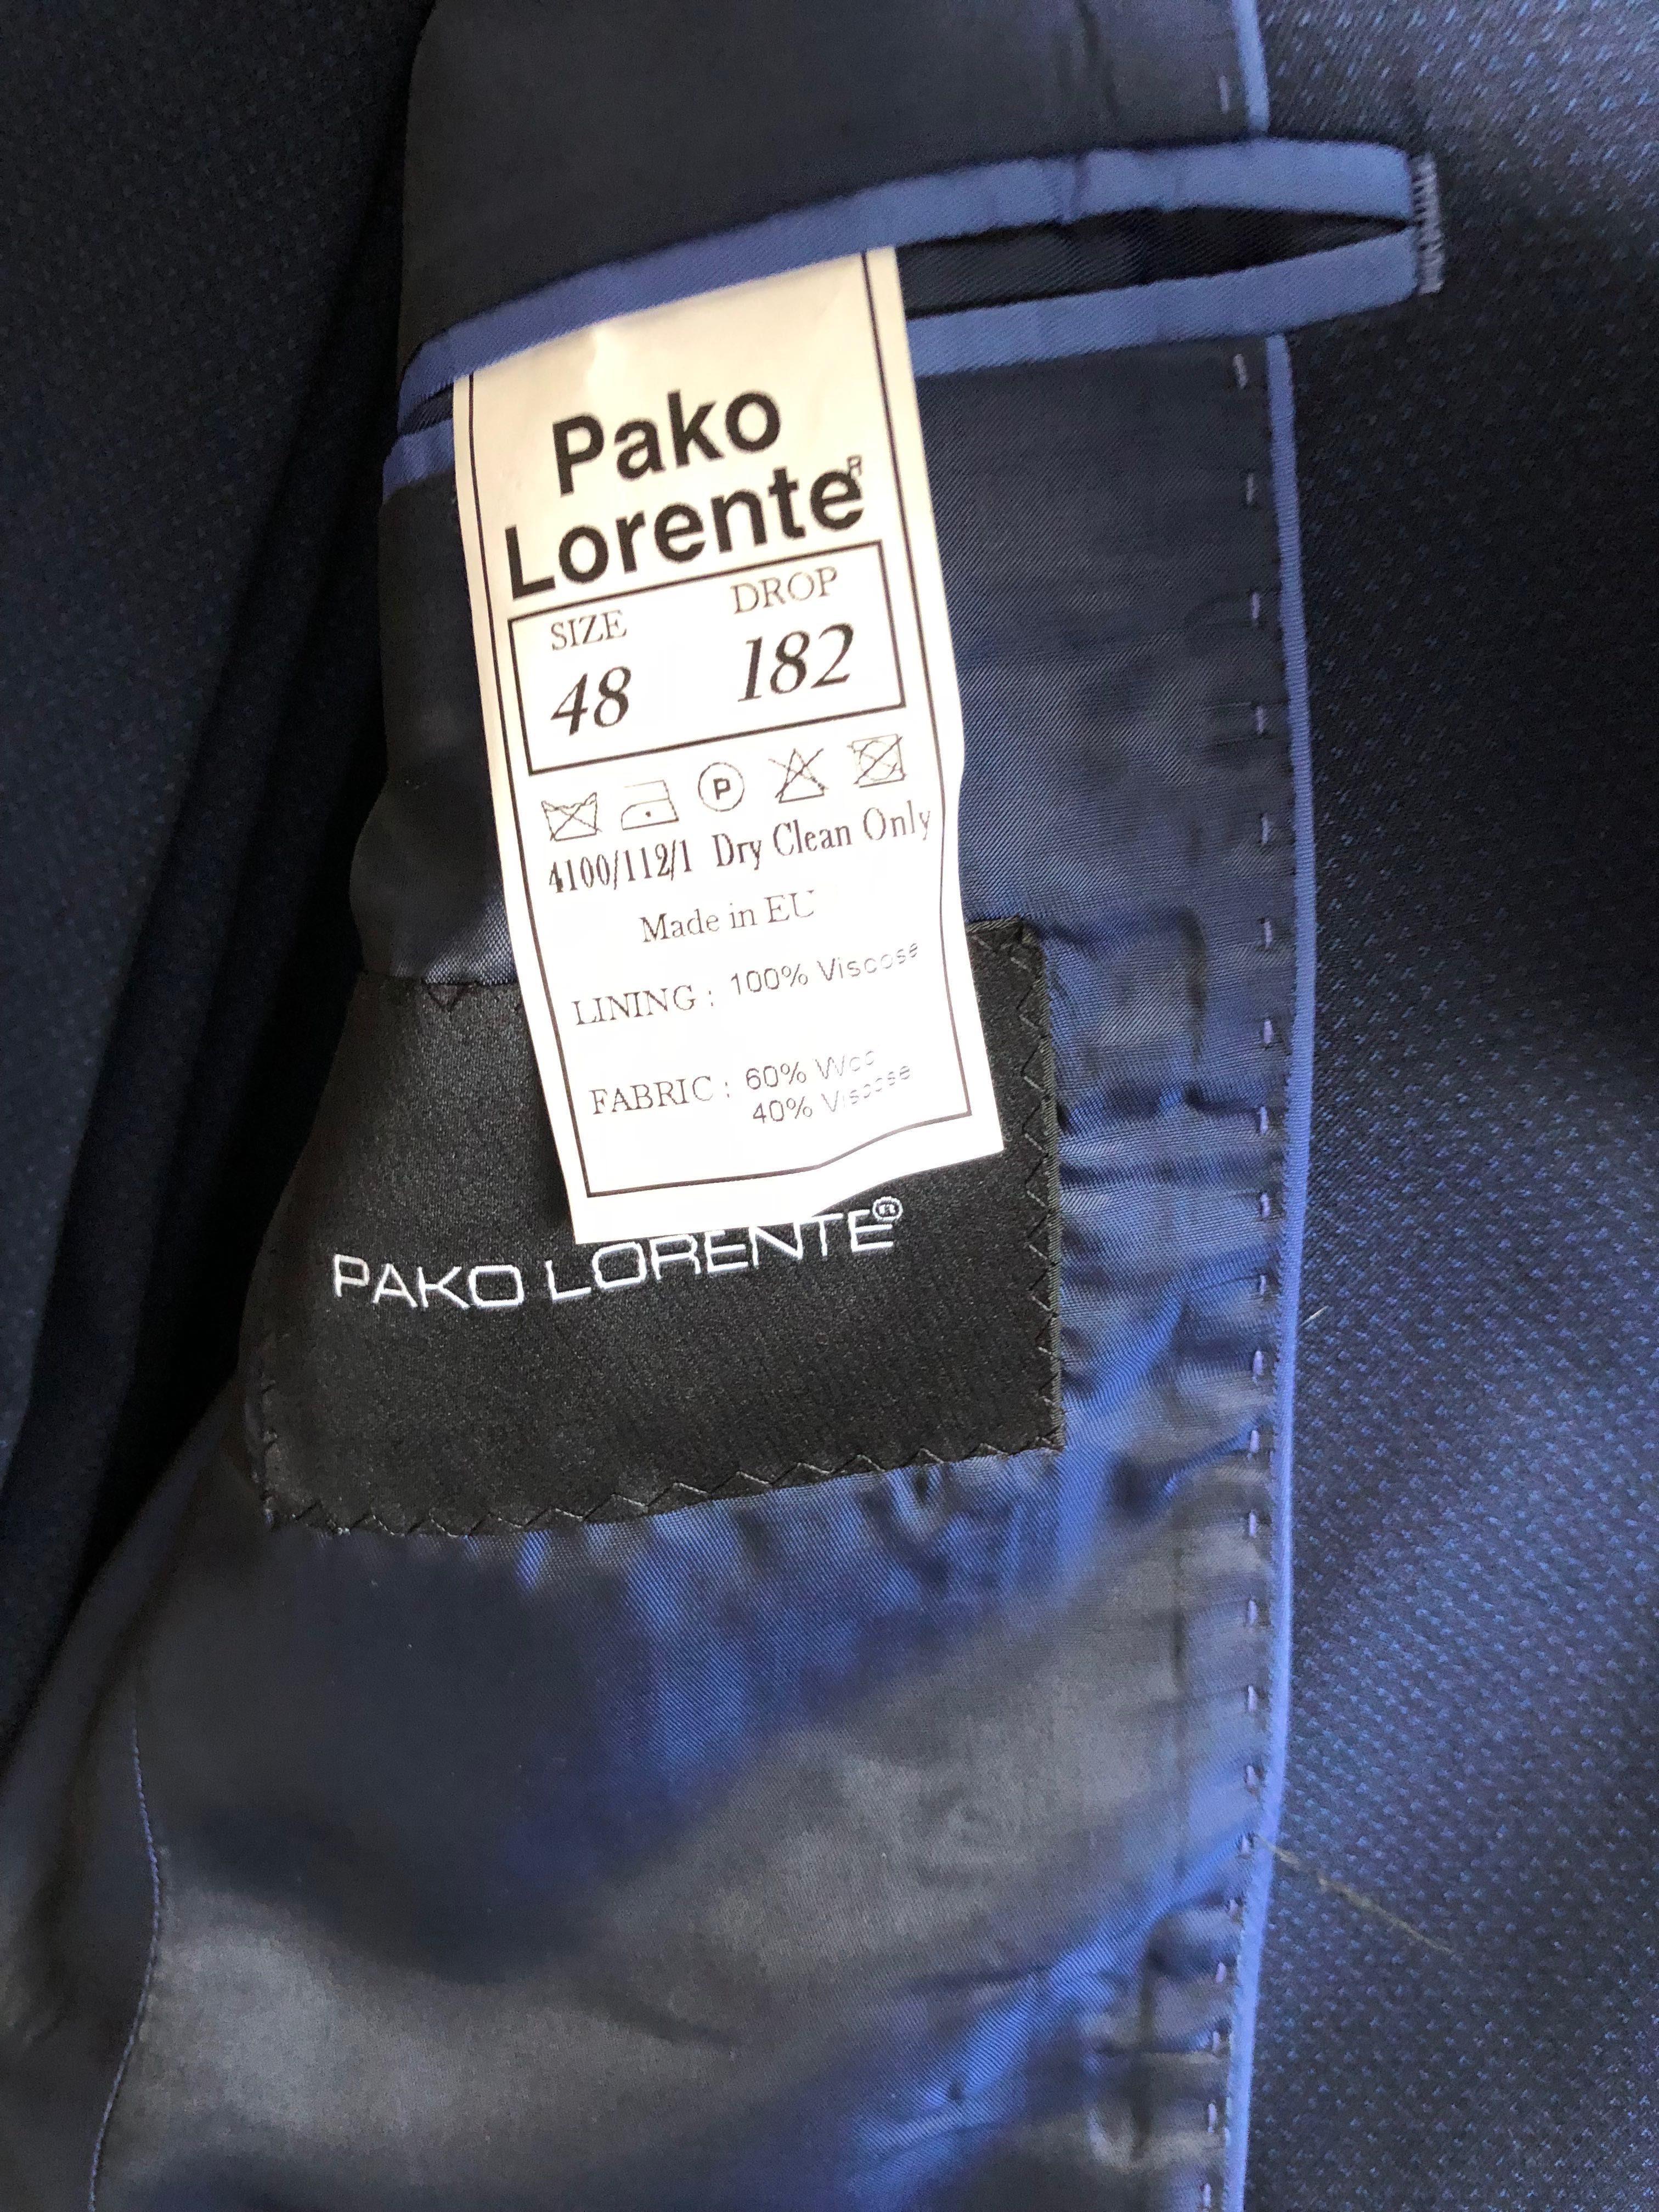 Pako
Lorente®
SIZE DROP
48 182
P
4100/112/1 Dry Clean Only
Made in EU
LINING : 100% Viscose
FABRIC : 60% Woo
40% Viscose
PAKO LORENTE®